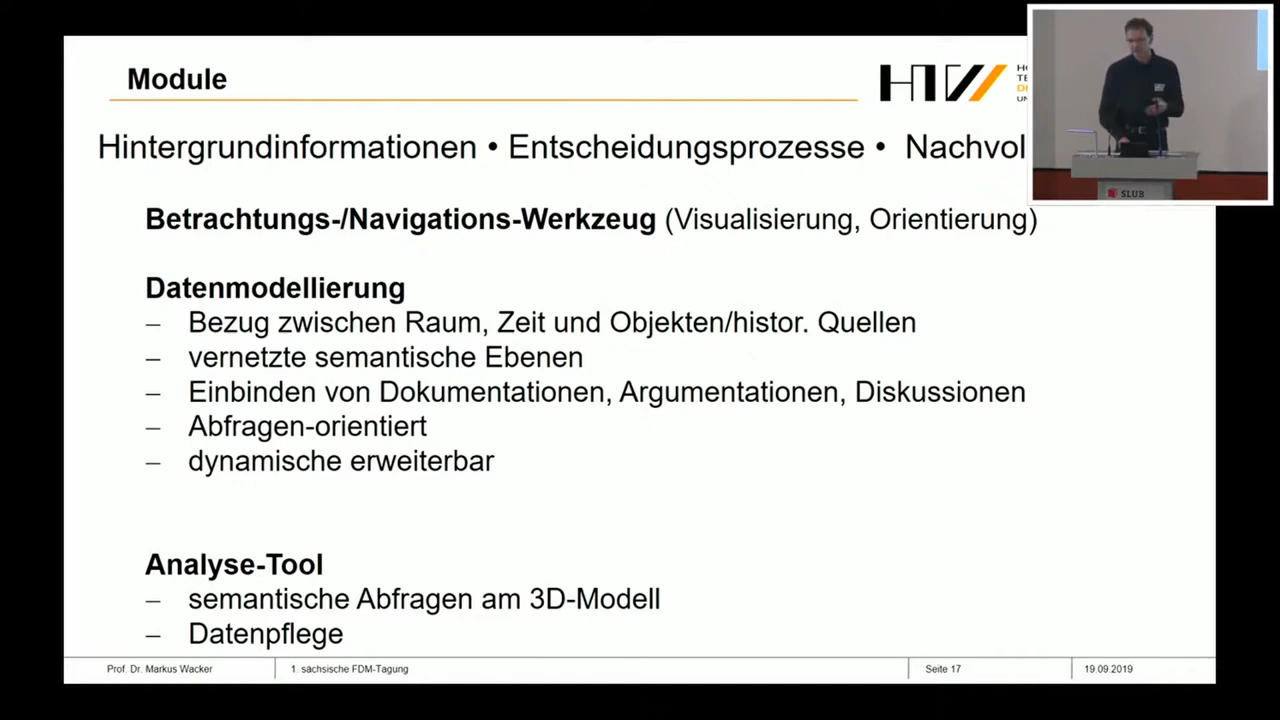 Module
HTW
Hintergrundinformationen • Entscheidungsprozesse • Nachvol
Betrachtungs-/Navigations-Werkzeug (Visualisierung, Orientierung)
Datenmodellierung
– Bezug zwischen Raum, Zeit und Objekten/histor. Quellen
– vernetzte semantische Ebenen
– Einbinden von Dokumentationen, Argumentationen, Diskussionen
– Abfragen-orientiert
– dynamische erweiterbar
Analyse-Tool
– semantische Abfragen am 3D-Modell
– Datenpflege
Prof. Dr. Markus Wacker
1. sächsische FDM-Tagung
Seite 17
19.09.2019
SLUB